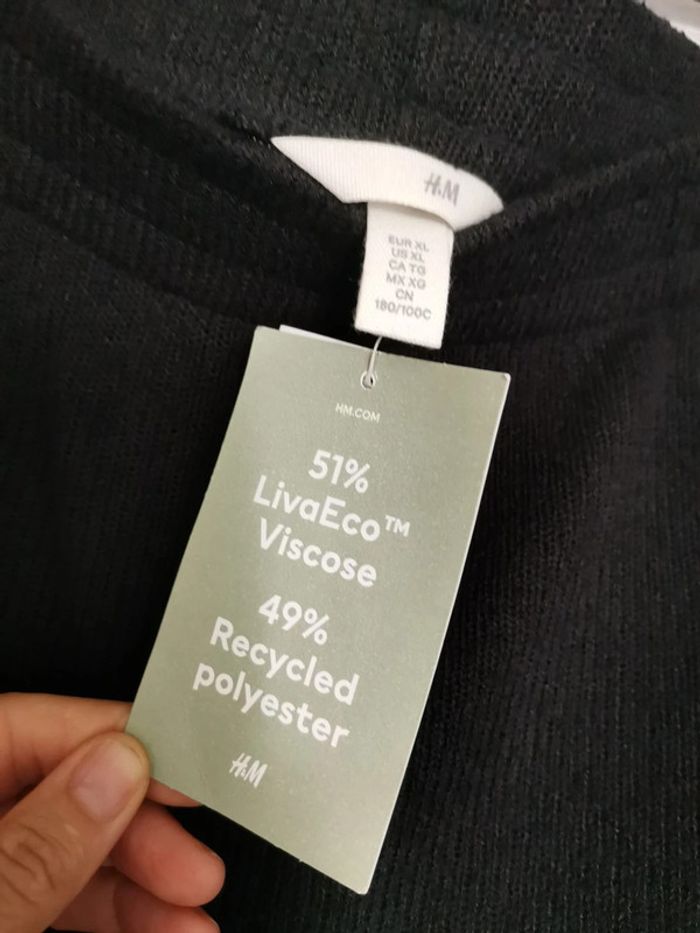 H&M
EUR XL
US XL
CA TG
MX XG
CN
180/100C
HM.COM
51%
LivaEco™
Viscose
49%
Recycled
polyester
H&M